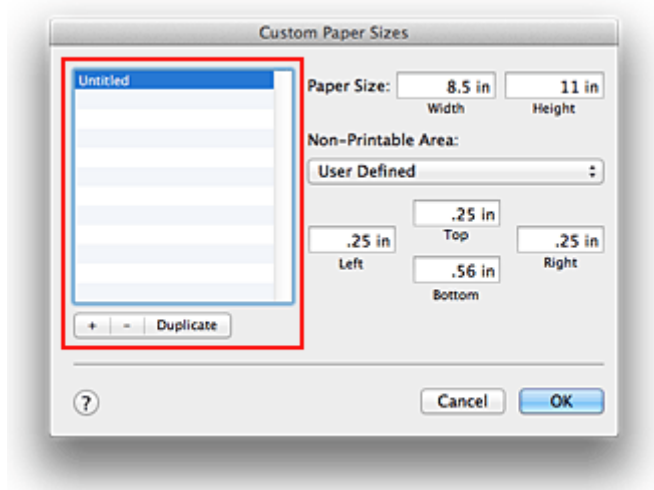 Custom Paper Sizes
Untitled
+ - Duplicate
Paper Size: 8.5 in 11 in
Width Height
Non-Printable Area:
User Defined
.25 in
Top
.25 in .25 in
Left Right
.56 in
Bottom
? Cancel OK